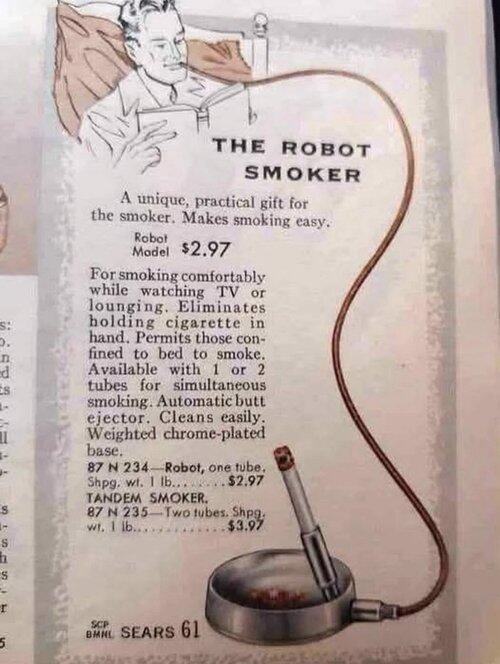 THE ROBOT
SMOKER
A unique, practical gift for
the smoker. Makes smoking easy.
Robot
Model $2.97
For smoking comfortably
while watching TV or
lounging. Eliminates
holding cigarette in
hand. Permits those con-
fined to bed to smoke.
Available with 1 or 2
tubes for simultaneous
smoking. Automatic butt
ejector. Cleans easily.
Weighted chrome-plated
base.
87 N 234—Robot, one tube.
Shpg. wt. 1 lb........$2.97
TANDEM SMOKER.
87 N 235—Two tubes. Shpg.
wt. 1 lb.............$3.97
SCP
BMNL SEARS 61